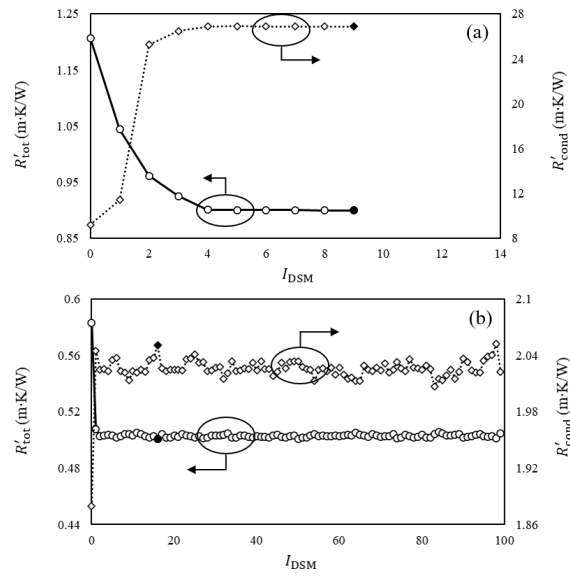 1.25
1.15
1.05
0.95
0.85
R′tot (m·K/W)
28
24
20
16
12
8
R′cond (m·K/W)
(a)
0 2 4 6 8 10 12 14
IDSM
0.6
0.56
0.52
0.48
0.44
R′tot (m·K/W)
2.1
2.04
1.98
1.92
1.86
R′cond (m·K/W)
(b)
0 20 40 60 80 100
IDSM